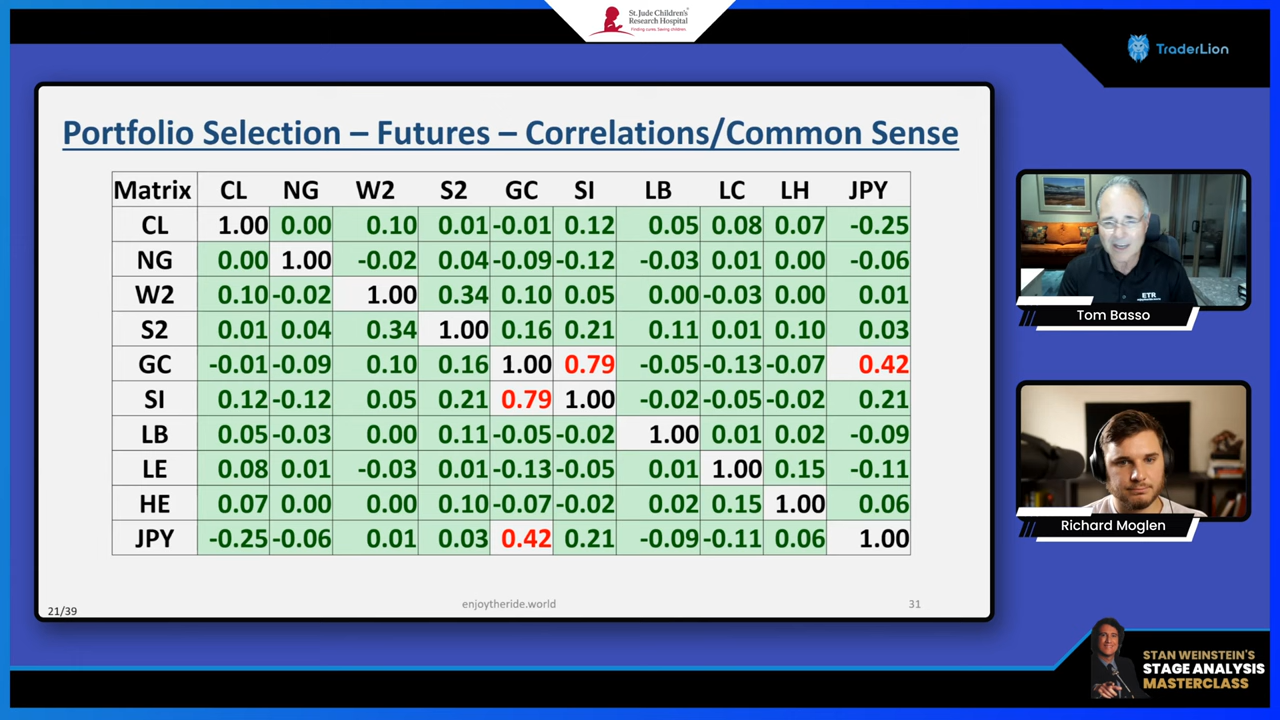 St. Jude Children's
Research Hospital
Finding cures. Saving children.
TraderLion
Portfolio Selection – Futures – Correlations/Common Sense
Matrix CL NG W2 S2 GC SI LB LC LH JPY
CL 1.00 0.00 0.10 0.01 -0.01 0.12 0.05 0.08 0.07 -0.25
NG 0.00 1.00 -0.02 0.04 -0.09 -0.12 -0.03 0.01 0.00 -0.06
W2 0.10 -0.02 1.00 0.34 0.10 0.05 0.00 -0.03 0.00 0.01
S2 0.01 0.04 0.34 1.00 0.16 0.21 0.11 0.01 0.10 0.03
GC -0.01 -0.09 0.10 0.16 1.00 0.79 -0.05 -0.13 -0.07 0.42
SI 0.12 -0.12 0.05 0.21 0.79 1.00 -0.02 -0.05 -0.02 0.21
LB 0.05 -0.03 0.00 0.11 -0.05 -0.02 1.00 0.01 0.02 -0.09
LE 0.08 0.01 -0.03 0.01 -0.13 -0.05 0.01 1.00 0.15 -0.11
HE 0.07 0.00 0.00 0.10 -0.07 -0.02 0.02 0.15 1.00 0.06
JPY -0.25 -0.06 0.01 0.03 0.42 0.21 -0.09 -0.11 0.06 1.00
21/39
enjoytheride.world
31
ETR
Tom Basso
Richard Moglen
STAN WEINSTEIN'S
STAGE ANALYSIS
MASTERCLASS